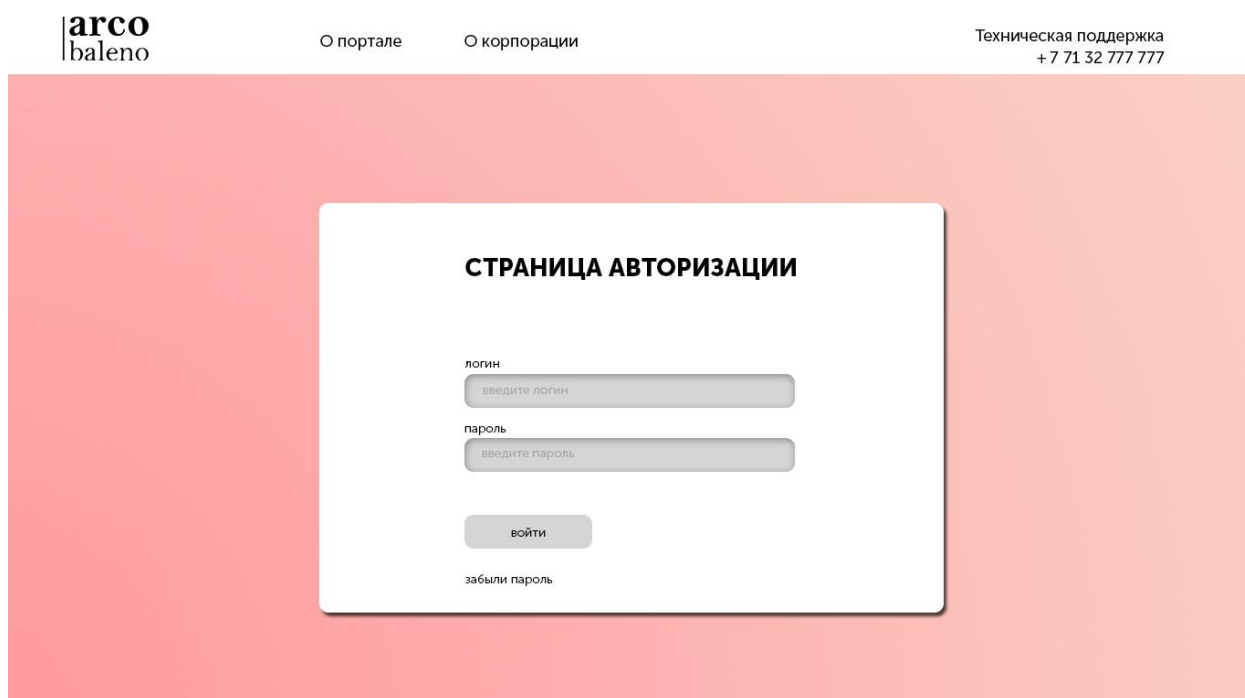 arco
baleno
О портале
О корпорации
Техническая поддержка
+7 71 32 777 777
СТРАНИЦА АВТОРИЗАЦИИ
логин
введите логин
пароль
введите пароль
войти
забыли пароль